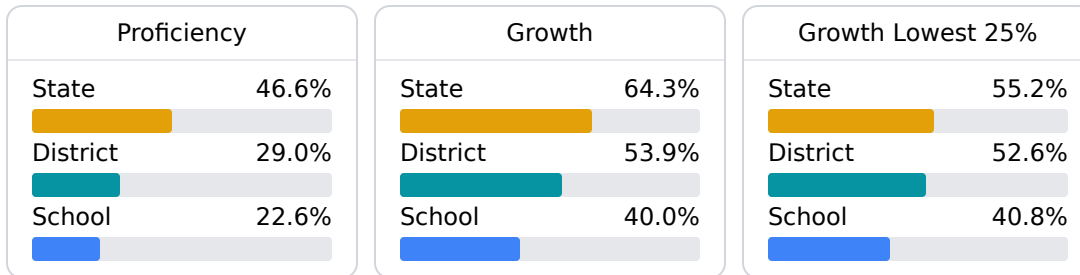 Proficiency
State 46.6%
District 29.0%
School 22.6%
Growth
State 64.3%
District 53.9%
School 40.0%
Growth Lowest 25%
State 55.2%
District 52.6%
School 40.8%